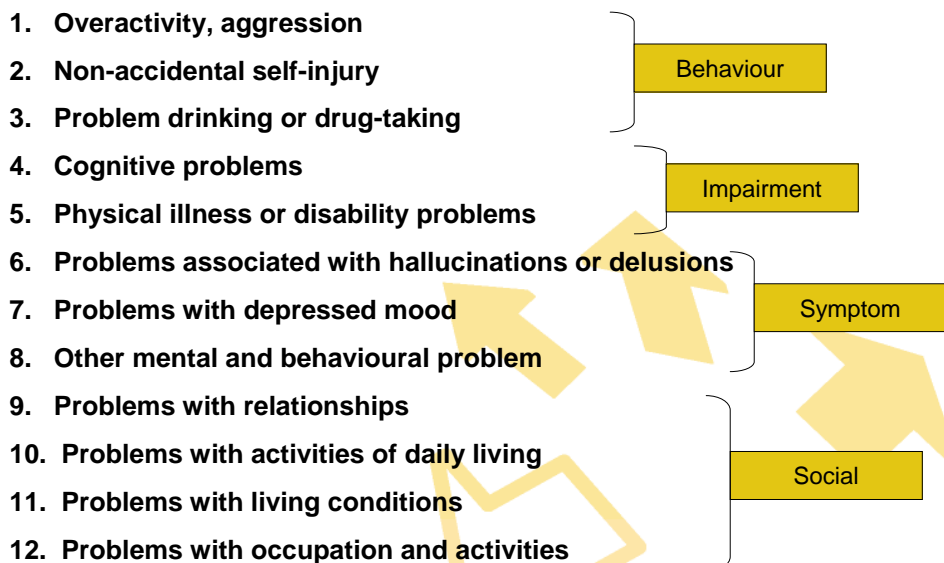 1. Overactivity, aggression
2. Non-accidental self-injury
Behaviour
3. Problem drinking or drug-taking
4. Cognitive problems
Impairment
5. Physical illness or disability problems
6. Problems associated with hallucinations or delusions
7. Problems with depressed mood
Symptom
8. Other mental and behavioural problem
9. Problems with relationships
10. Problems with activities of daily living
Social
11. Problems with living conditions
12. Problems with occupation and activities